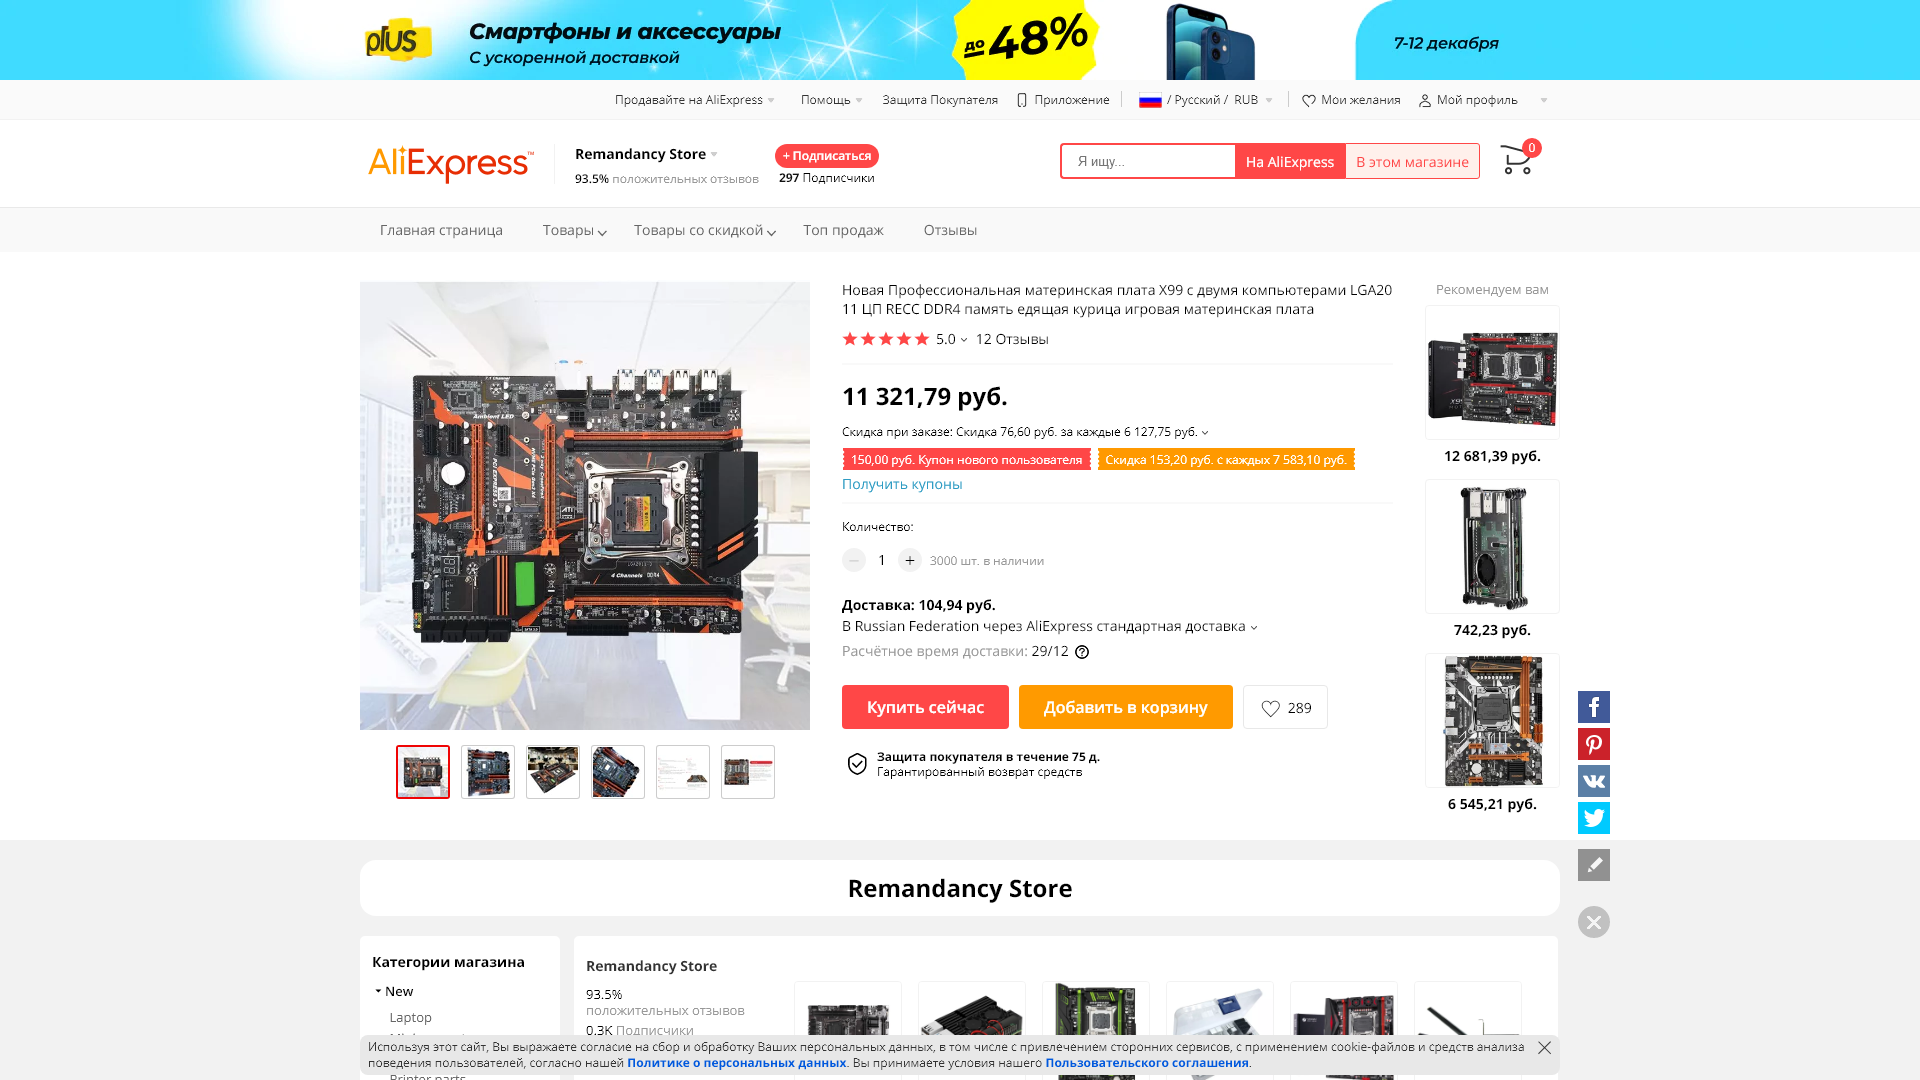 plus
Смартфоны и аксессуары
С ускоренной доставкой
до 48%
7-12 декабря
Продавайте на AliExpress
Помощь
Защита Покупателя
Приложение
/ Русский / RUB
Мои желания
Мой профиль
AliExpress™
Remandancy Store
93.5% положительных отзывов
+ Подписаться
297 Подписчики
Я ищу...
На AliExpress
В этом магазине
0
Главная страница
Товары
Товары со скидкой
Топ продаж
Отзывы
Новая Профессиональная материнская плата X99 с двумя компьютерами LGA20
11 ЦП RECC DDR4 память едящая курица игровая материнская плата
5.0
12 Отзывы
11 321,79 руб.
Скидка при заказе: Скидка 76,60 руб. за каждые 6 127,75 руб.
150,00 руб. Купон нового пользователя
Скидка 153,20 руб. с каждых 7 583,10 руб.
Получить купоны
Количество:
1
+
3000 шт. в наличии
Доставка: 104,94 руб.
В Russian Federation через AliExpress стандартная доставка
Расчётное время доставки: 29/12
Купить сейчас
Добавить в корзину
289
Защита покупателя в течение 75 д.
Гарантированный возврат средств
Ambient LED
4 Channels DDR4
Рекомендуем вам
12 681,39 руб.
742,23 руб.
6 545,21 руб.
Remandancy Store
Категории магазина
New
Laptop
Remandancy Store
93.5%
положительных отзывов
0.3K Подписчики
Используя этот сайт, Вы выражаете согласие на сбор и обработку Ваших персональных данных, в том числе с привлечением сторонних сервисов, с применением cookie-файлов и средств анализа
поведения пользователей, согласно нашей Политике о персональных данных. Вы принимаете условия нашего Пользовательского соглашения.
Printer parts